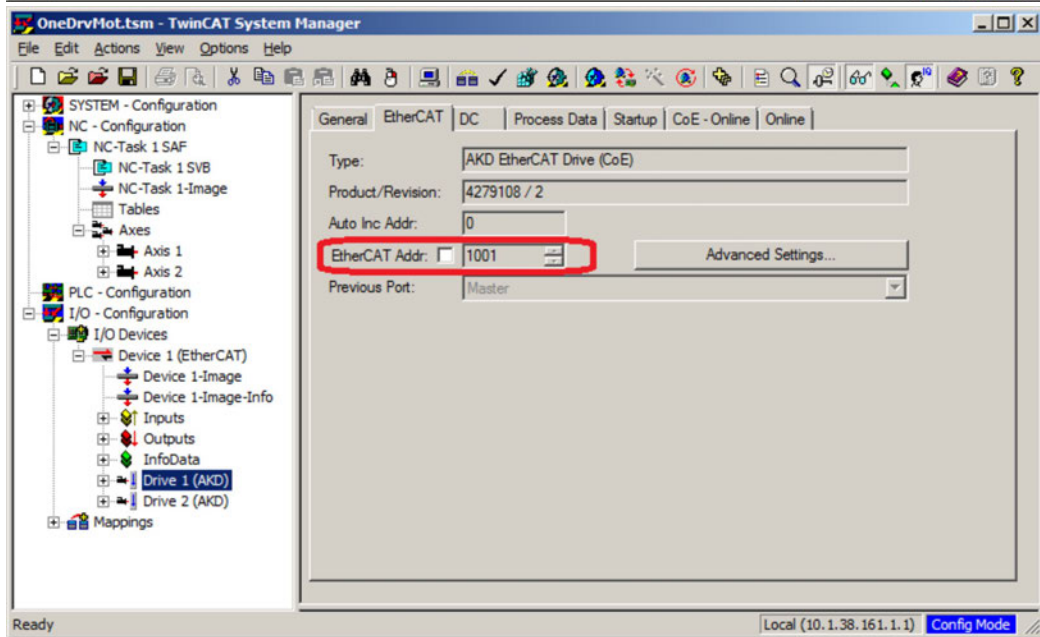 OneDrvMot.tsm - TwinCAT System Manager
File Edit Actions View Options Help
SYSTEM - Configuration
NC - Configuration
NC-Task 1 SAF
NC-Task 1 SVB
NC-Task 1-Image
Tables
Axes
Axis 1
Axis 2
PLC - Configuration
I/O - Configuration
I/O Devices
Device 1 (EtherCAT)
Device 1-Image
Device 1-Image-Info
Inputs
Outputs
InfoData
Drive 1 (AKD)
Drive 2 (AKD)
Mappings
General EtherCAT DC Process Data Startup CoE - Online Online
Type: AKD EtherCAT Drive (CoE)
Product/Revision: 4279108 / 2
Auto Inc Addr: 0
EtherCAT Addr: 1001 Advanced Settings...
Previous Port: Master
Ready Local (10.1.38.161.1.1) Config Mode